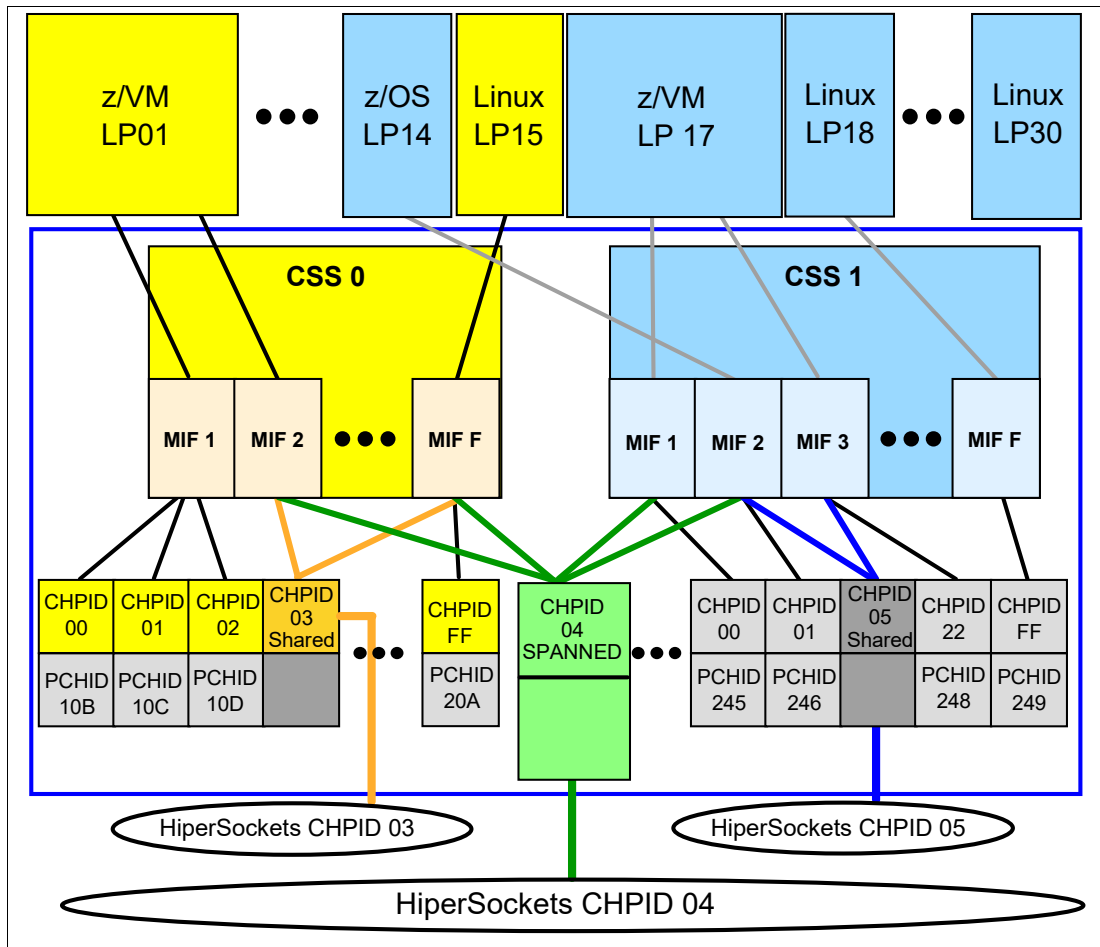 z/VM
LP01
z/OS
LP14
Linux
LP15
z/VM
LP 17
Linux
LP18
Linux
LP30
CSS 0
CSS 1
MIF 1
MIF 2
MIF F
MIF 1
MIF 2
MIF 3
MIF F
CHPID
00
CHPID
01
CHPID
02
CHPID
03
Shared
CHPID
FF
CHPID
04
SPANNED
CHPID
00
CHPID
01
CHPID
05
Shared
CHPID
22
CHPID
FF
PCHID
10B
PCHID
10C
PCHID
10D
PCHID
20A
PCHID
245
PCHID
246
PCHID
248
PCHID
249
HiperSockets CHPID 03
HiperSockets CHPID 05
HiperSockets CHPID 04